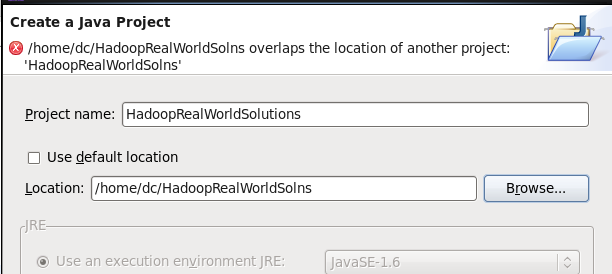 Create a Java Project
/home/dc/HadoopRealWorldSolns overlaps the location of another project:
'HadoopRealWorldSolns'
Project name: HadoopRealWorldSolutions
Use default location
Location: /home/dc/HadoopRealWorldSolns Browse...
JRE
Use an execution environment JRE: JavaSE-1.6